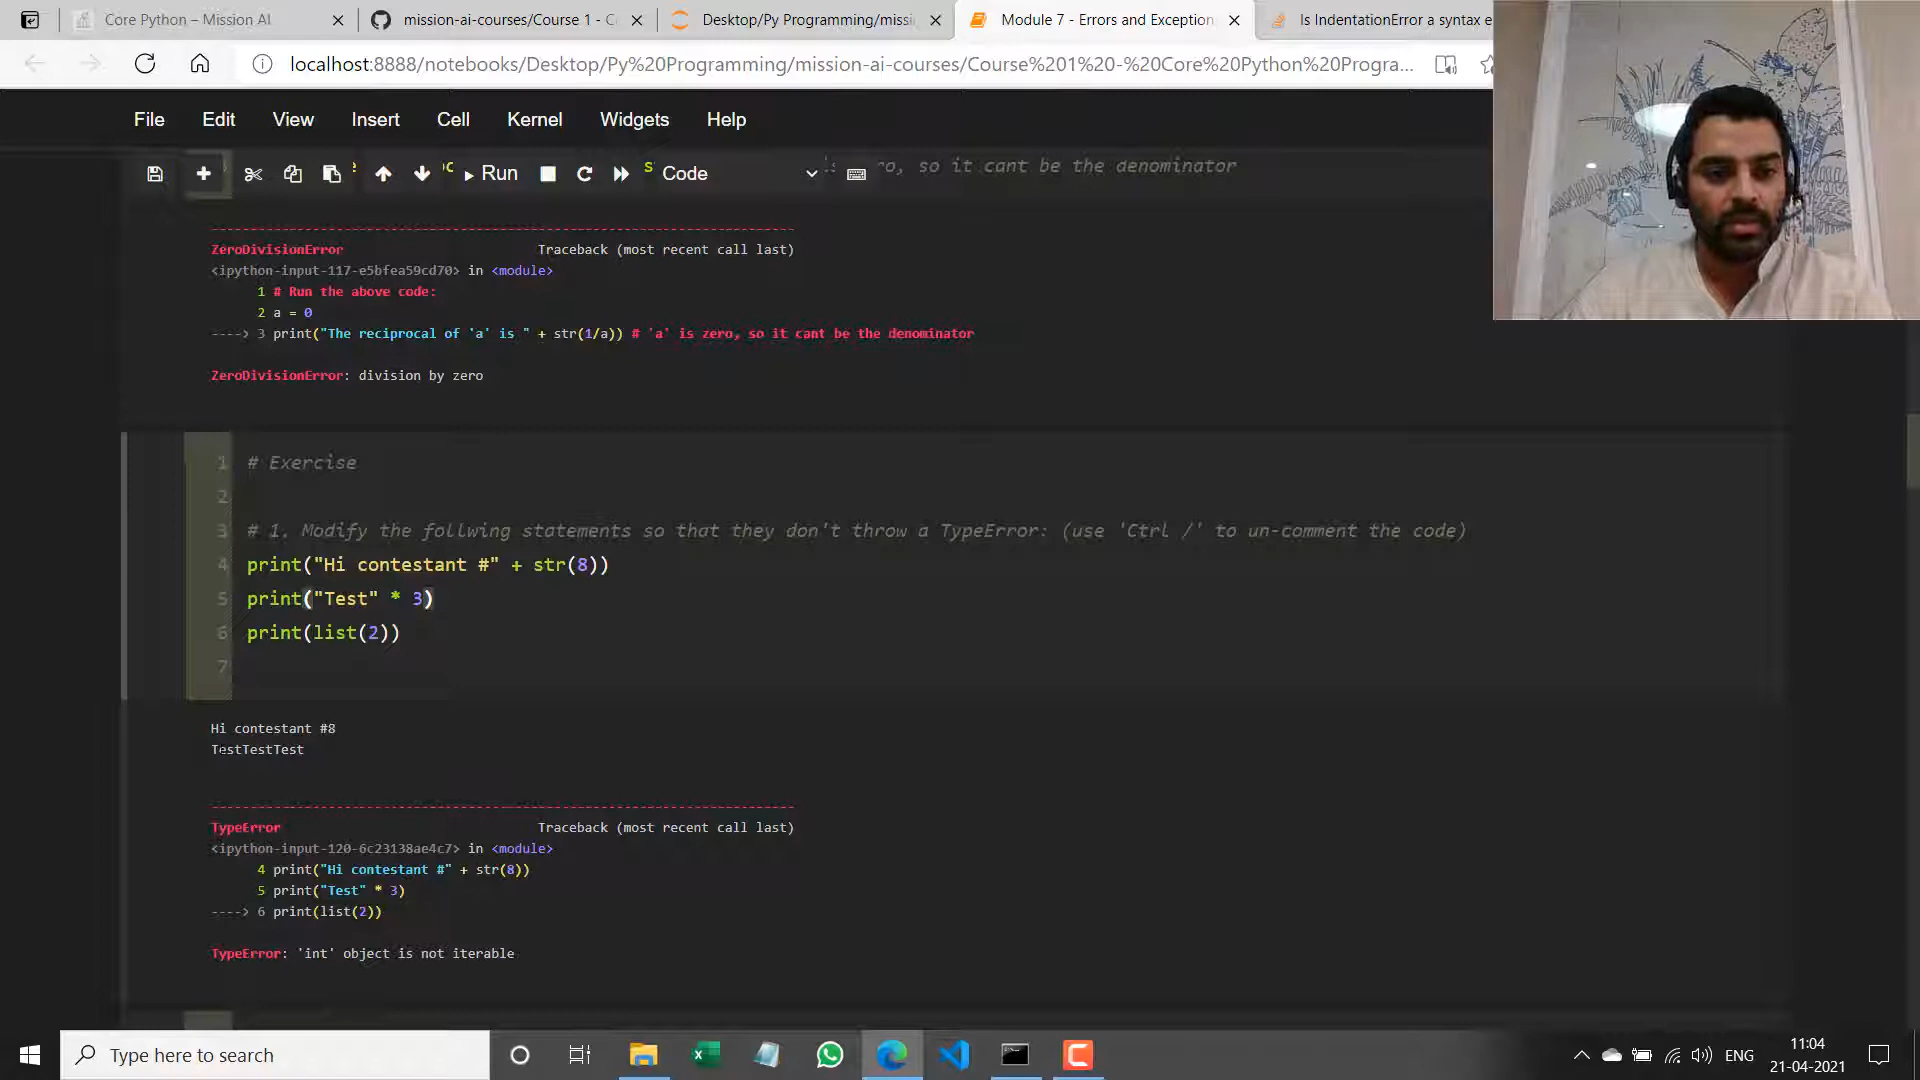 Core Python – Mission AI
mission-ai-courses/Course 1 - C
Desktop/Py Programming/missi
Module 7 - Errors and Exception
Is IndentationError a syntax e
localhost:8888/notebooks/Desktop/Py%20Programming/mission-ai-courses/Course%201%20-%20Core%20Python%20Progra...
File Edit View Insert Cell Kernel Widgets Help
Run Code
ro, so it cant be the denominator
ZeroDivisionError Traceback (most recent call last)
<ipython-input-117-e5bfea59cd70> in <module>
1 # Run the above code:
2 a = 0
----> 3 print("The reciprocal of 'a' is " + str(1/a)) # 'a' is zero, so it cant be the denominator
ZeroDivisionError: division by zero
1 # Exercise
2
3 # 1. Modify the follwing statements so that they don't throw a TypeError: (use 'Ctrl /' to un-comment the code)
4 print("Hi contestant #" + str(8))
5 print("Test" * 3)
6 print(list(2))
7
Hi contestant #8
TestTestTest
TypeError Traceback (most recent call last)
<ipython-input-120-6c23138ae4c7> in <module>
4 print("Hi contestant #" + str(8))
5 print("Test" * 3)
----> 6 print(list(2))
TypeError: 'int' object is not iterable
Type here to search
ENG
11:04
21-04-2021